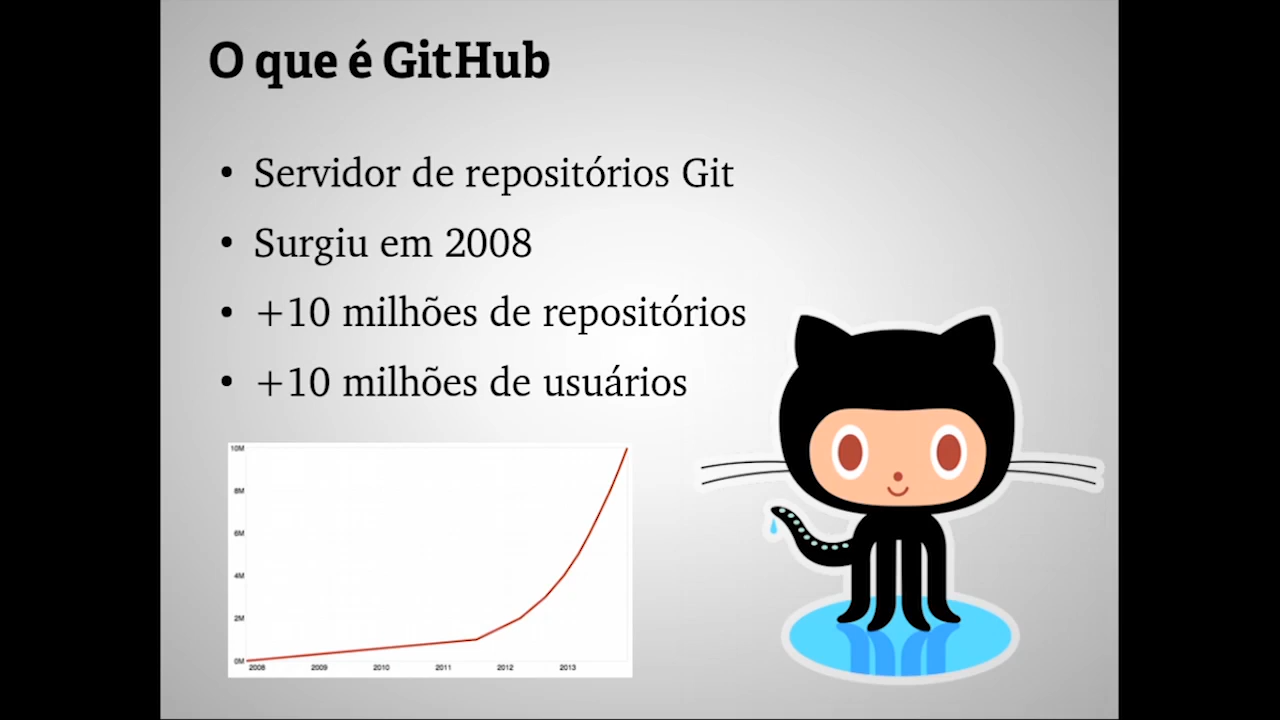 O que é GitHub
• Servidor de repositórios Git
• Surgiu em 2008
• +10 milhões de repositórios
• +10 milhões de usuários
10M
8M
6M
4M
2M
0M
2008 2009 2010 2011 2012 2013